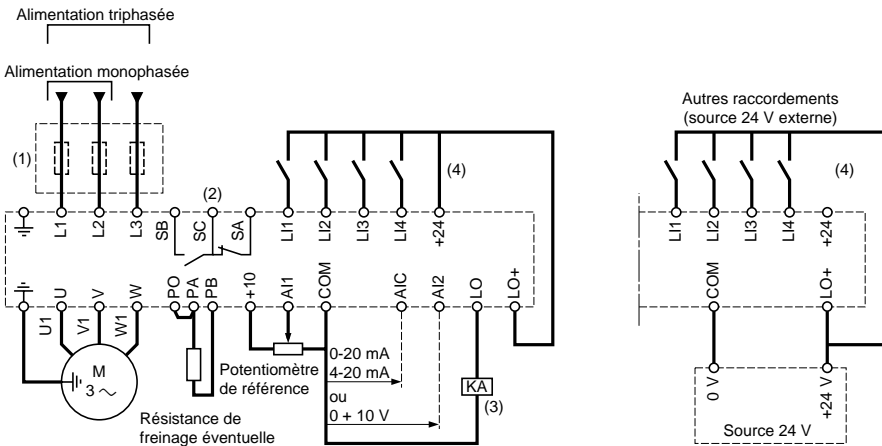 Alimentation triphasée
Alimentation monophasée
(1)
(2)
(4)
L1
L2
L3
SB
SC
SA
LI1
LI2
LI3
LI4
+24
U
V
W
PO
PA
PB
+10
AI1
COM
AIC
AI2
LO
LO+
U1
V1
W1
M
3 ~
Potentiomètre
de référence
Résistance de
freinage éventuelle
0-20 mA
4-20 mA
ou
0 + 10 V
KA
(3)
Autres raccordements
(source 24 V externe)
(4)
LI1
LI2
LI3
LI4
+24
COM
LO+
0 V
+24 V
Source 24 V